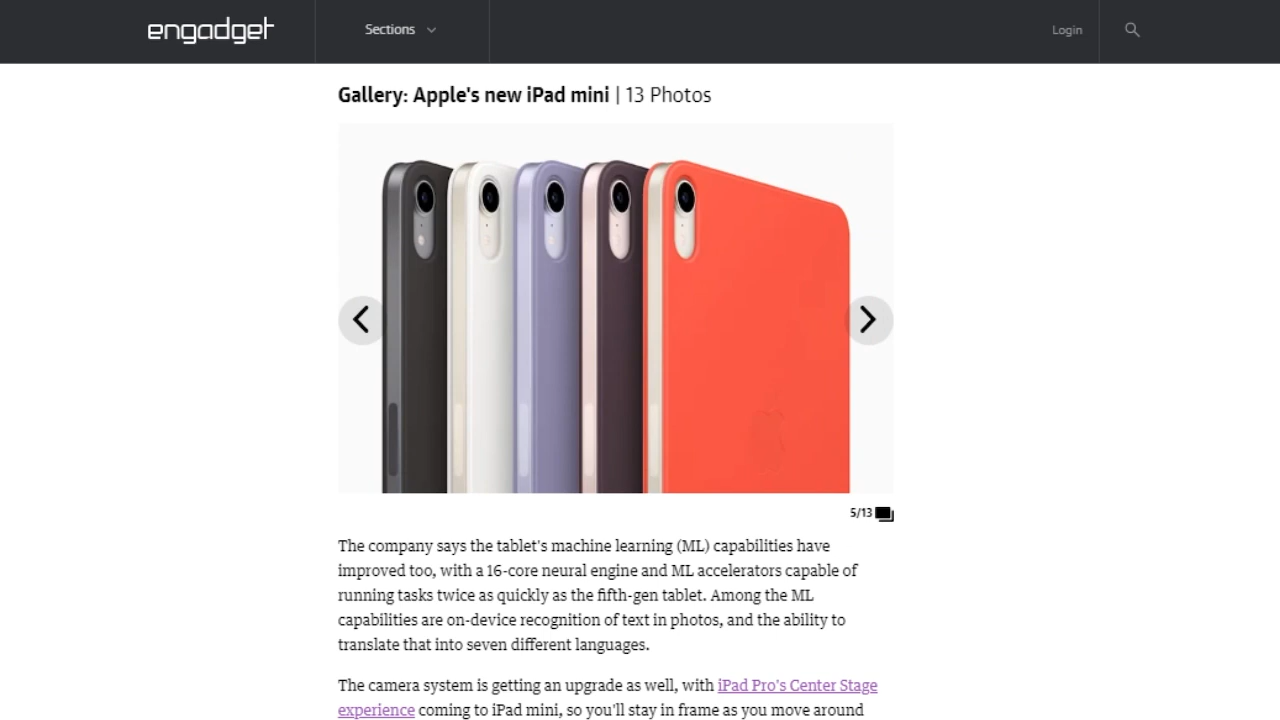 engadget
Sections
Login
Gallery: Apple's new iPad mini | 13 Photos
5/13
The company says the tablet's machine learning (ML) capabilities have
improved too, with a 16-core neural engine and ML accelerators capable of
running tasks twice as quickly as the fifth-gen tablet. Among the ML
capabilities are on-device recognition of text in photos, and the ability to
translate that into seven different languages.
The camera system is getting an upgrade as well, with iPad Pro's Center Stage
experience coming to iPad mini, so you'll stay in frame as you move around